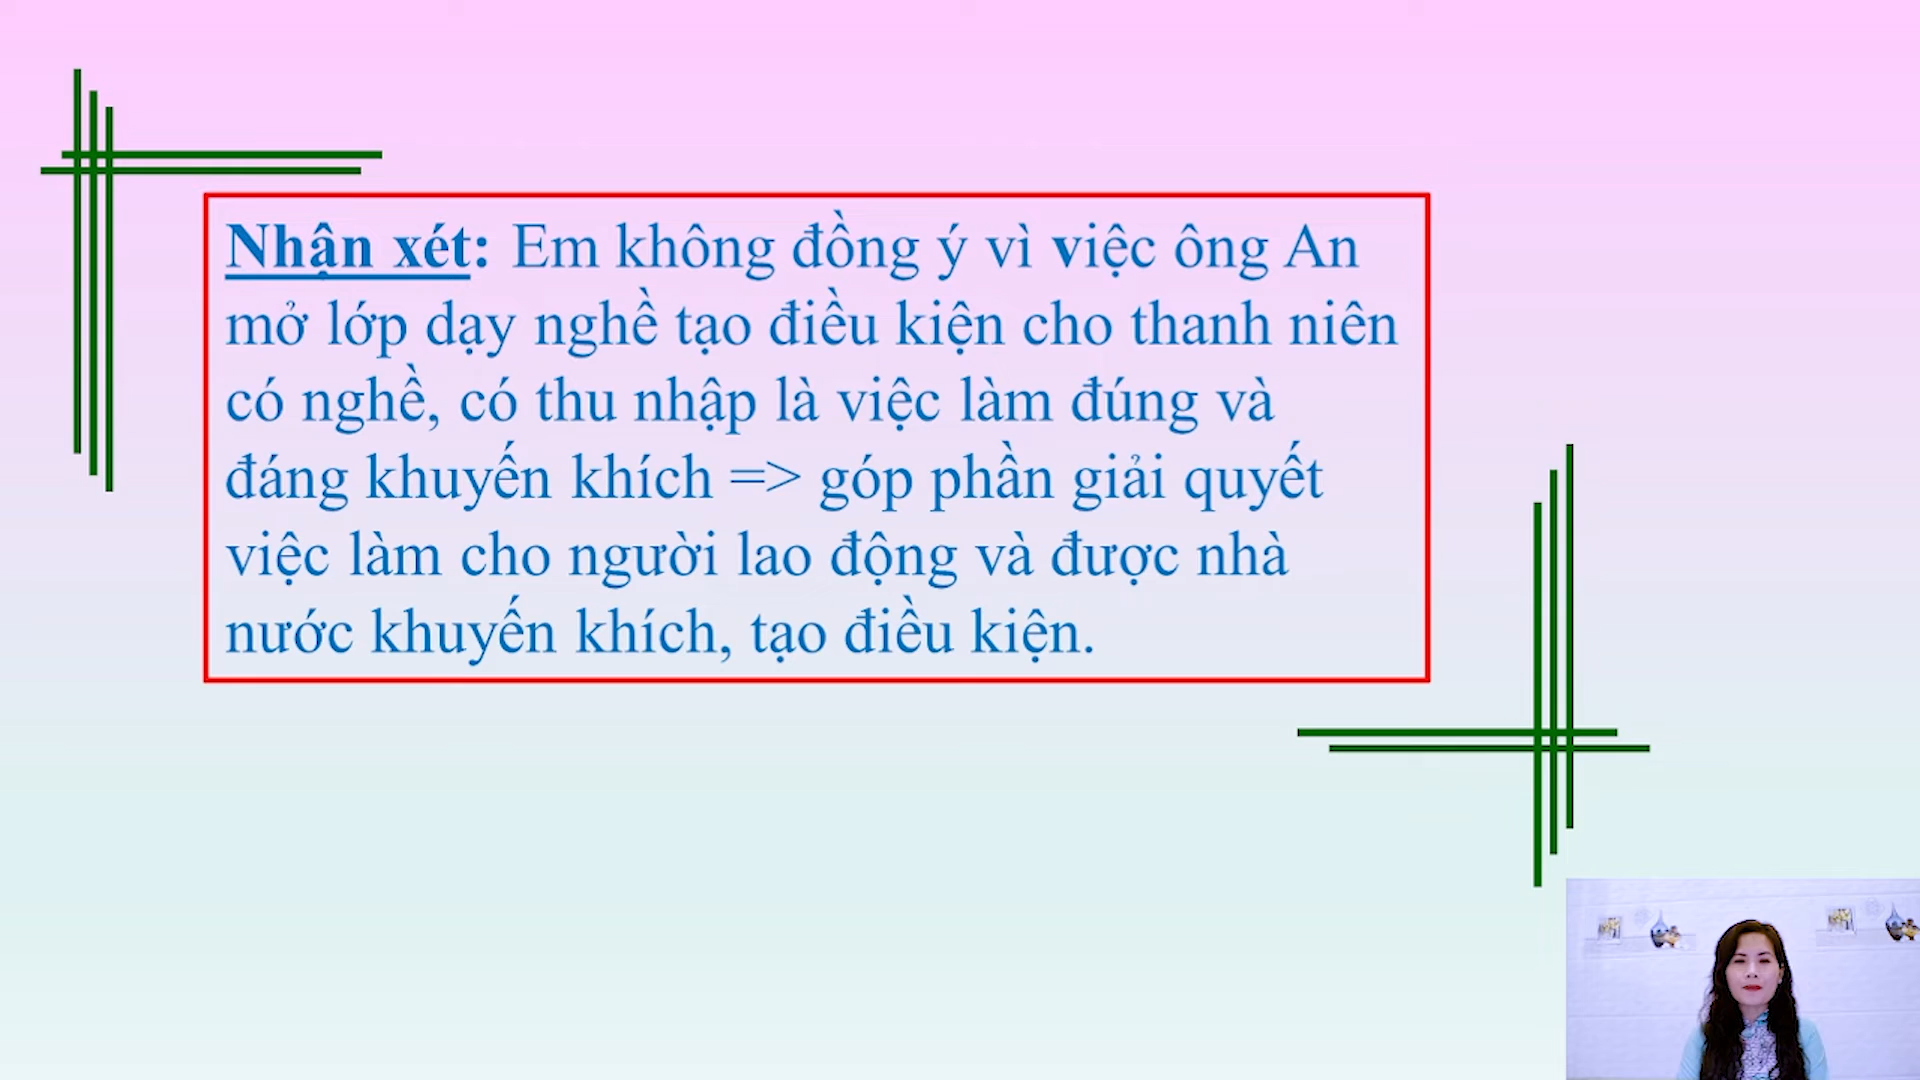 Nhận xét: Em không đồng ý vì việc ông An
mở lớp dạy nghề tạo điều kiện cho thanh niên
có nghề, có thu nhập là việc làm đúng và
đáng khuyến khích => góp phần giải quyết
việc làm cho người lao động và được nhà
nước khuyến khích, tạo điều kiện.